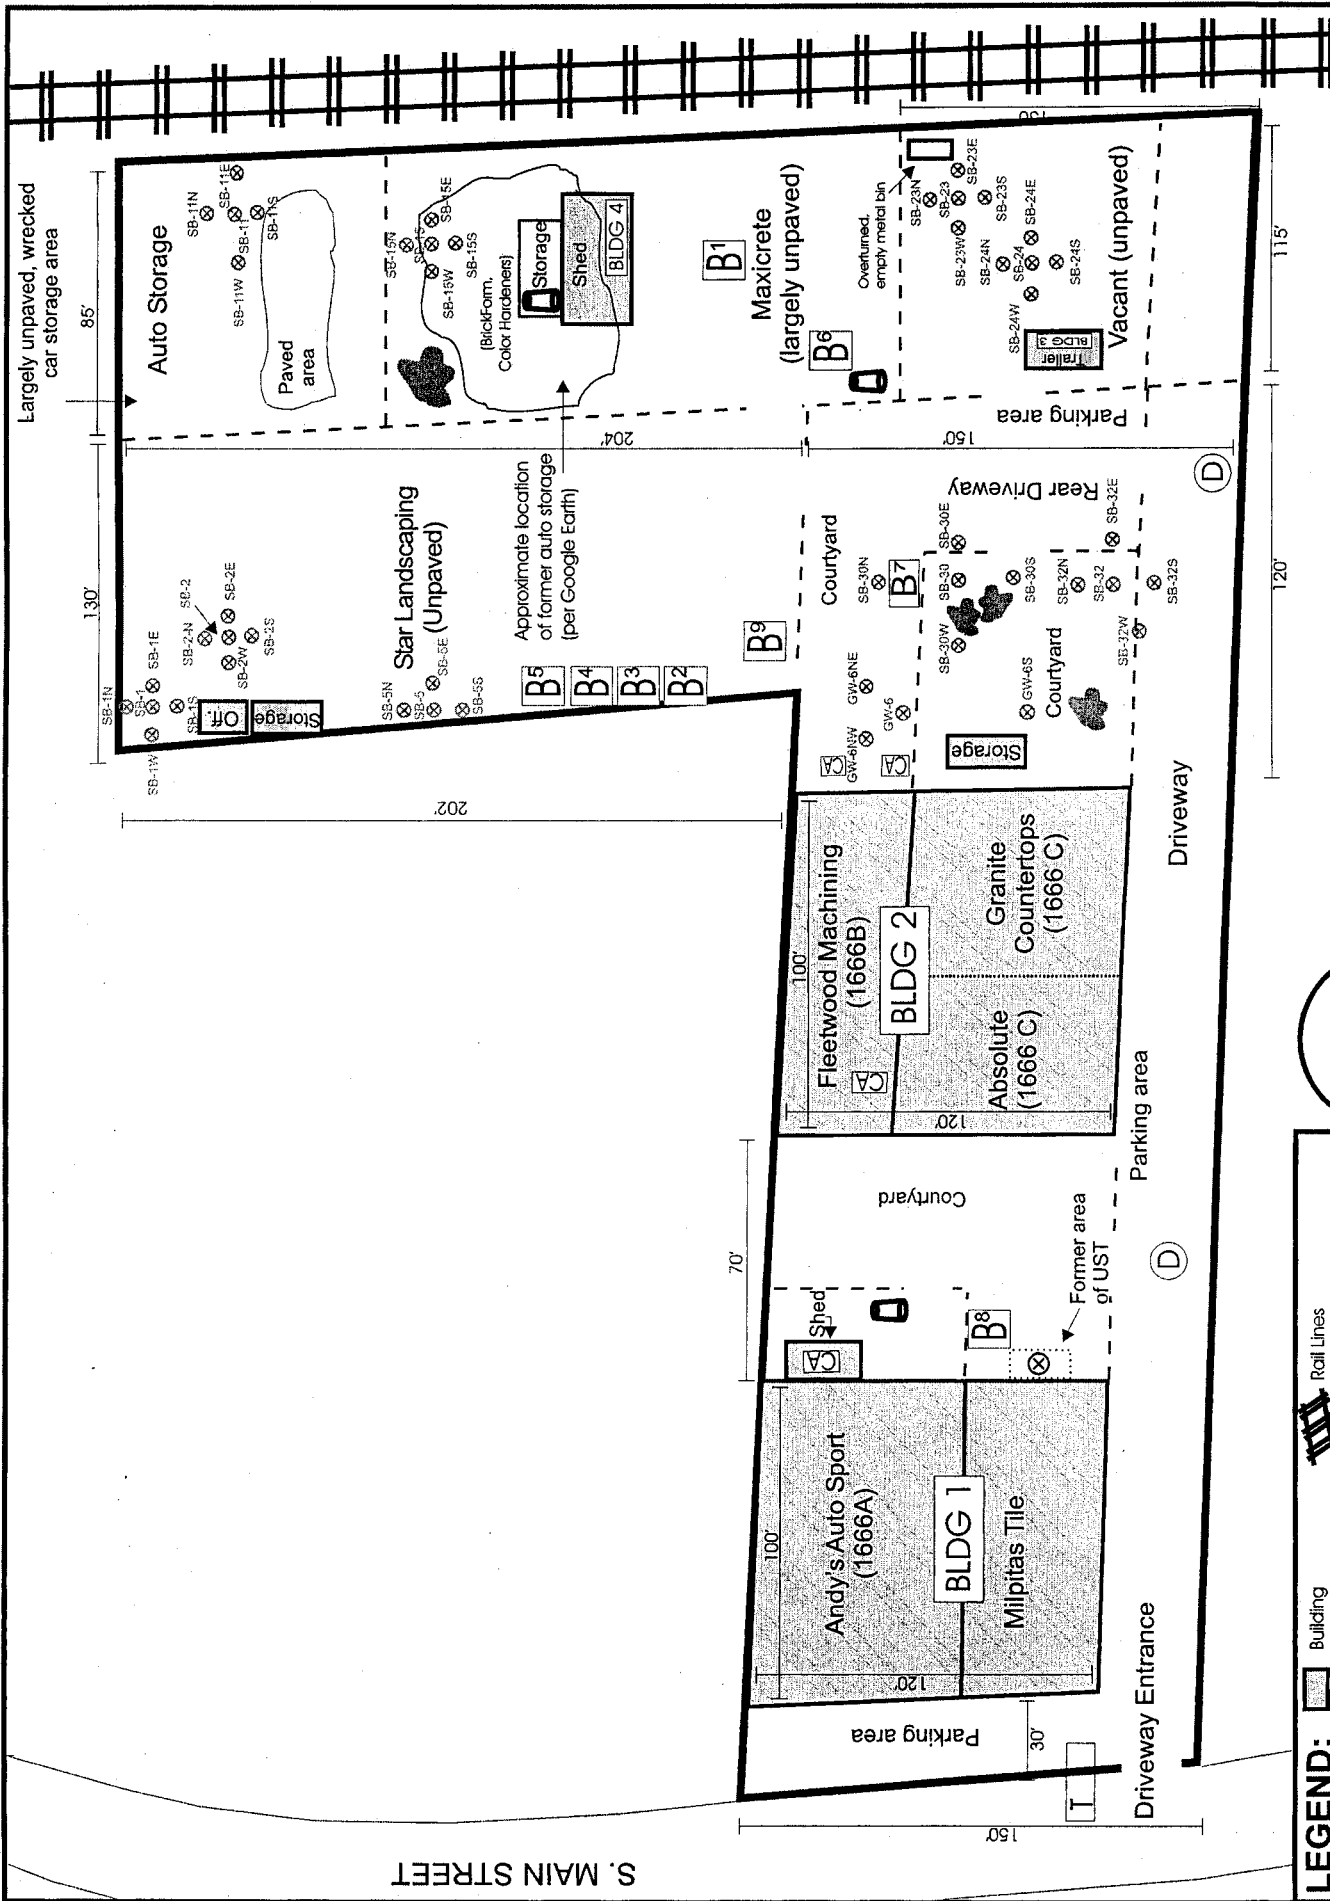 Largely unpaved, wrecked
car storage area
85'
130'
Auto Storage
SB-11N
SB-11E
SB-11
SB-11S
SB-11W
Paved
area
SB-1N
SB-1E
SB-1
SB-1S
SB-1W
SB-2-N
SB-2
SB-2E
SB-2W
SB-2S
Off.
Storage
204'
202'
SB-15N
SB-15E
SB-15
SB-15S
SB-15W
(BrickForm,
Color Hardeners)
Storage
Shed
BLDG 4
Star Landscaping
(Unpaved)
SB-5N
SB-5
SB-5E
SB-5S
Approximate location
of former auto storage
(per Google Earth)
B5
B4
B3
B2
B9
B1
Maxicrete
(largely unpaved)
B6
Overturned,
empty metal bin
SB-23N
SB-23
SB-23E
SB-23W
SB-23S
SB-24N
SB-24
SB-24E
SB-24W
SB-24S
Trailer
BLDG 3
Vacant (unpaved)
115'
Parking area
150'
Courtyard
SB-30N
B7
SB-30E
SB-30
SB-30W
SB-30S
Rear Driveway
SB-32N
SB-32
SB-32E
SB-32W
SB-32S
D
120'
GW-6NE
GW-6NW
GW-6
GW-6S
CA
CA
Courtyard
Storage
Driveway
Fleetwood Machining
(1666B)
100'
BLDG 2
CA
Granite
Countertops
(1666 C)
Absolute
(1666 C)
120'
Parking area
70'
Courtyard
Shed
CA
B8
Former area
of UST
D
Andy's Auto Sport
(1666A)
100'
BLDG 1
Milpitas Tile
120'
Parking area
30'
T
Driveway Entrance
150'
S. MAIN STREET
LEGEND:
Building
Rail Lines